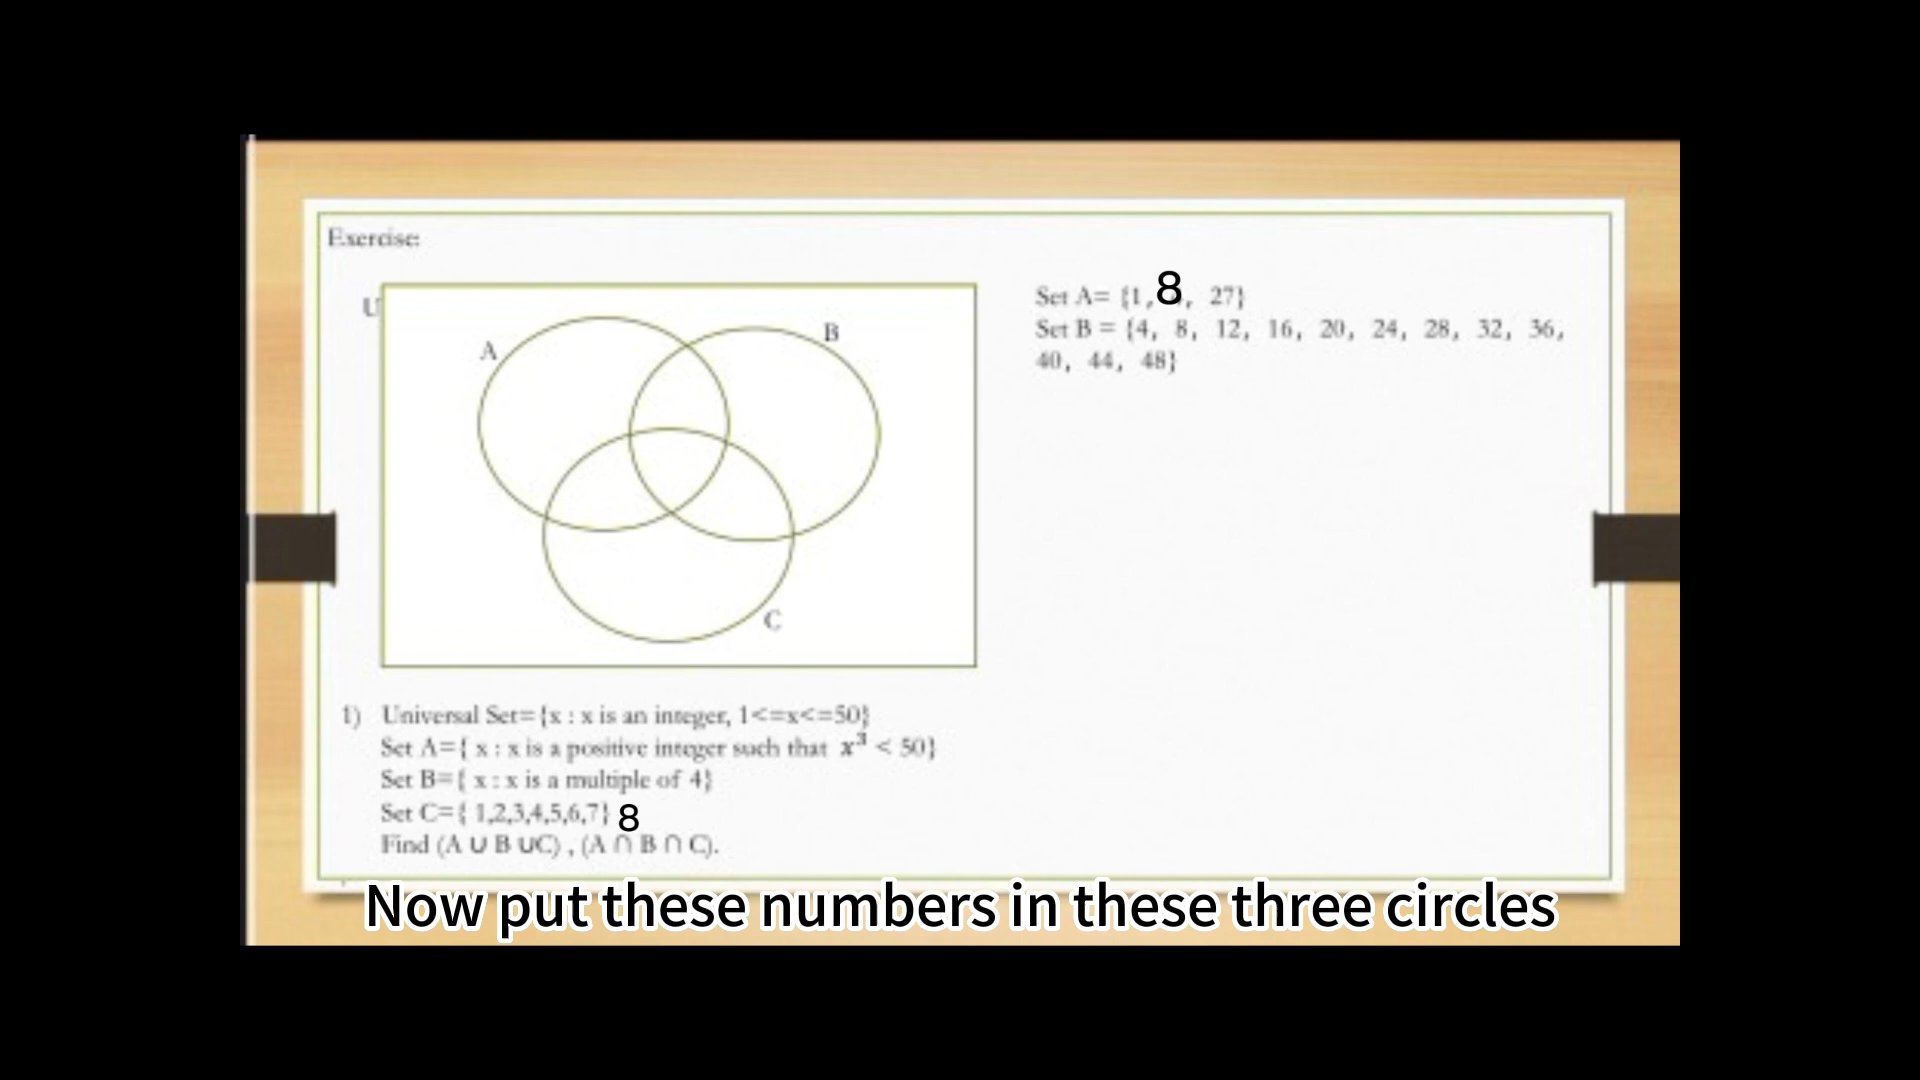 Exercise:
U
A
B
C
Set A= {1, 8, 27}
Set B = {4, 8, 12, 16, 20, 24, 28, 32, 36,
40, 44, 48}
1) Universal Set={x : x is an integer, 1<=x<=50}
Set A={ x : x is a positive integer such that x³ < 50}
Set B={ x : x is a multiple of 4}
Set C={ 1,2,3,4,5,6,7} 8
Find (A ∪ B ∪C) , (A ∩ B ∩ C).
Now put these numbers in these three circles